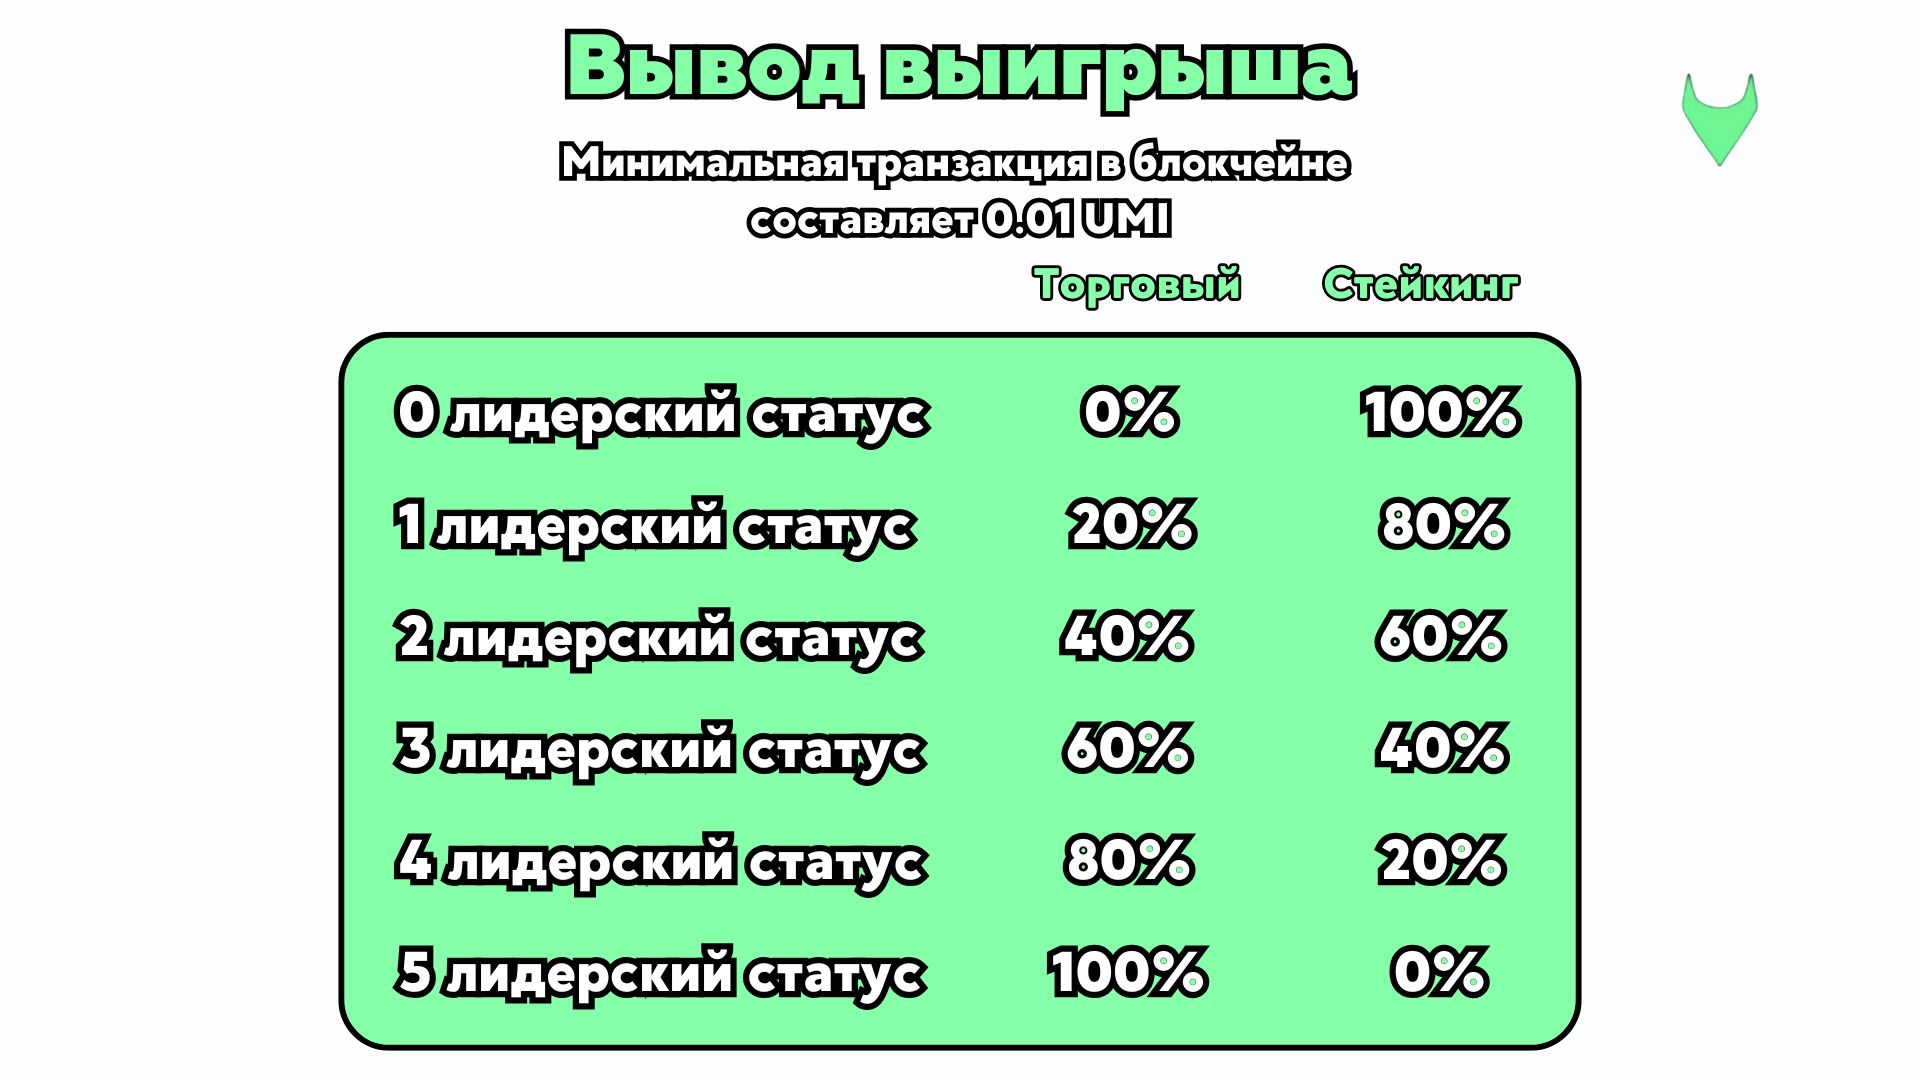 Вывод выигрыша
Минимальная транзакция в блокчейне
составляет 0.01 UMI
Торговый Стейкинг
0 лидерский статус 0% 100%
1 лидерский статус 20% 80%
2 лидерский статус 40% 60%
3 лидерский статус 60% 40%
4 лидерский статус 80% 20%
5 лидерский статус 100% 0%